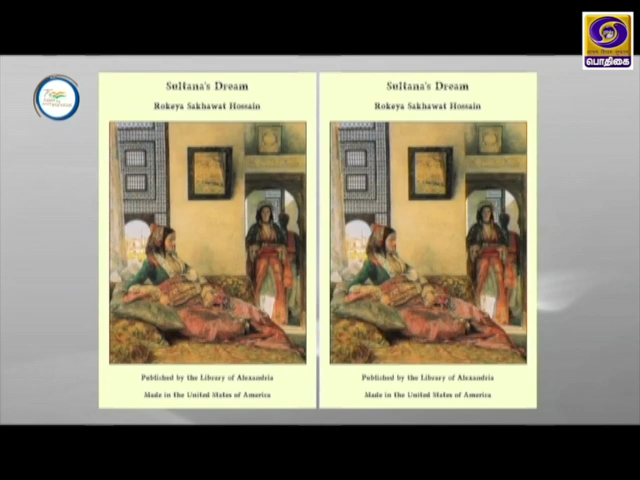 பொதிகை
Sultana's Dream
Rokeya Sakhawat Hossain
Published by the Library of Alexandria
Made in the United States of America
Sultana's Dream
Rokeya Sakhawat Hossain
Published by the Library of Alexandria
Made in the United States of America